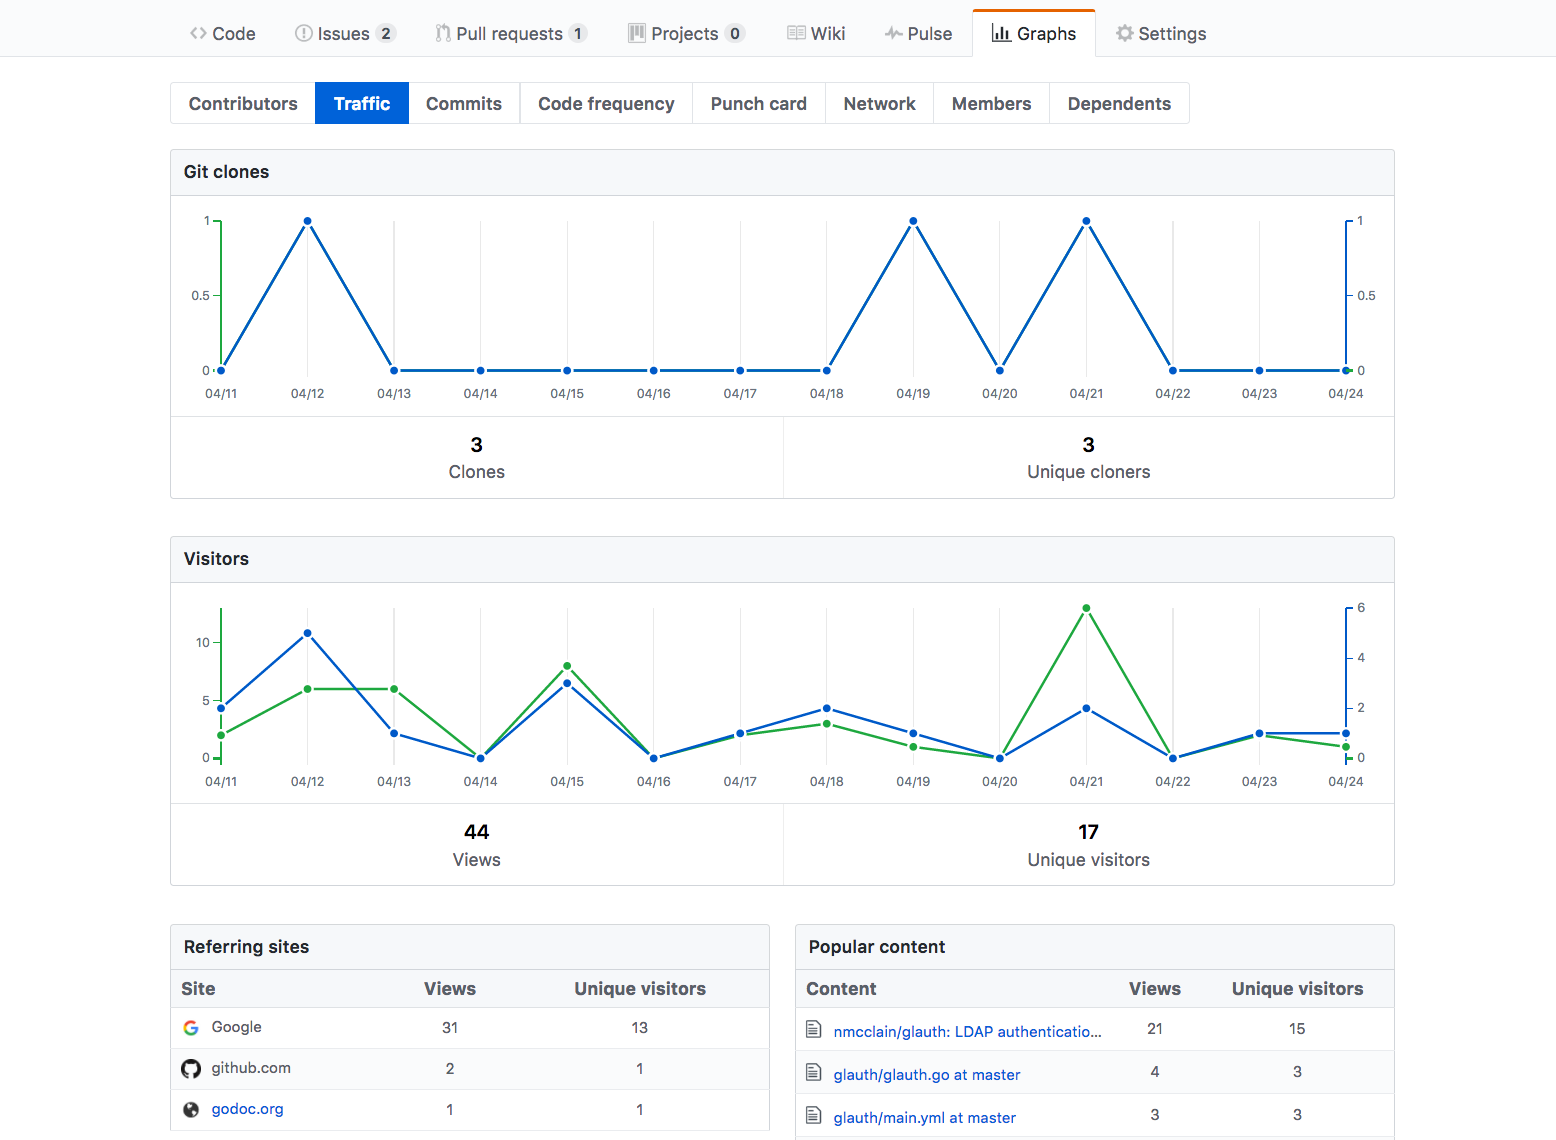 Code Issues 2 Pull requests 1 Projects 0 Wiki Pulse Graphs Settings
Contributors Traffic Commits Code frequency Punch card Network Members Dependents
Git clones
1 1
0.5 0.5
0 0
04/11 04/12 04/13 04/14 04/15 04/16 04/17 04/18 04/19 04/20 04/21 04/22 04/23 04/24
3 3
Clones Unique cloners
Visitors
6
10
4
5 2
0 0
04/11 04/12 04/13 04/14 04/15 04/16 04/17 04/18 04/19 04/20 04/21 04/22 04/23 04/24
44 17
Views Unique visitors
Referring sites
Site Views Unique visitors
Google 31 13
github.com 2 1
godoc.org 1 1
Popular content
Content Views Unique visitors
nmcclain/glauth: LDAP authenticatio... 21 15
glauth/glauth.go at master 4 3
glauth/main.yml at master 3 3